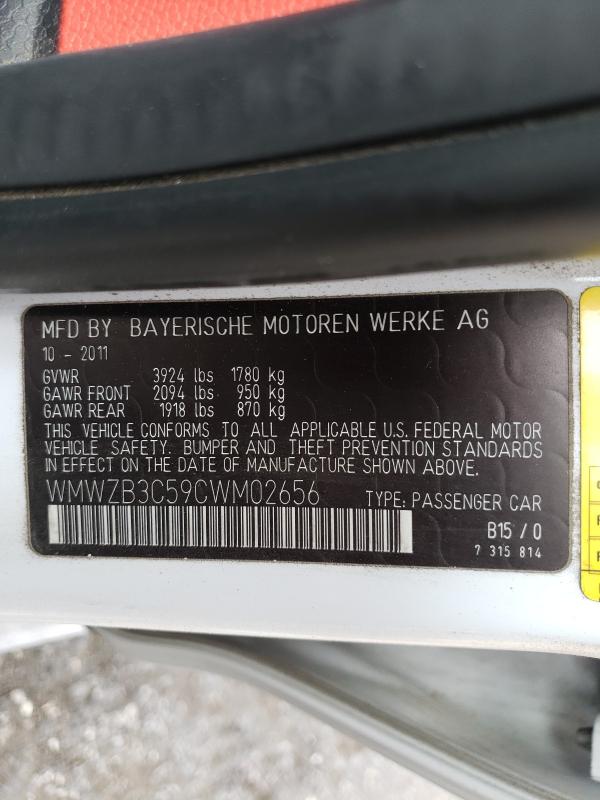 MFD BY BAYERISCHE MOTOREN WERKE AG
10 - 2011
GVWR 3924 lbs 1780 kg
GAWR FRONT 2094 lbs 950 kg
GAWR REAR 1918 lbs 870 kg
THIS VEHICLE CONFORMS TO ALL APPLICABLE U.S. FEDERAL MOTOR
VEHICLE SAFETY. BUMPER AND THEFT PREVENTION STANDARDS
IN EFFECT ON THE DATE OF MANUFACTURE SHOWN ABOVE.
WMWZB3C59CWM02656 TYPE: PASSENGER CAR
B15 / 0
7 315 814